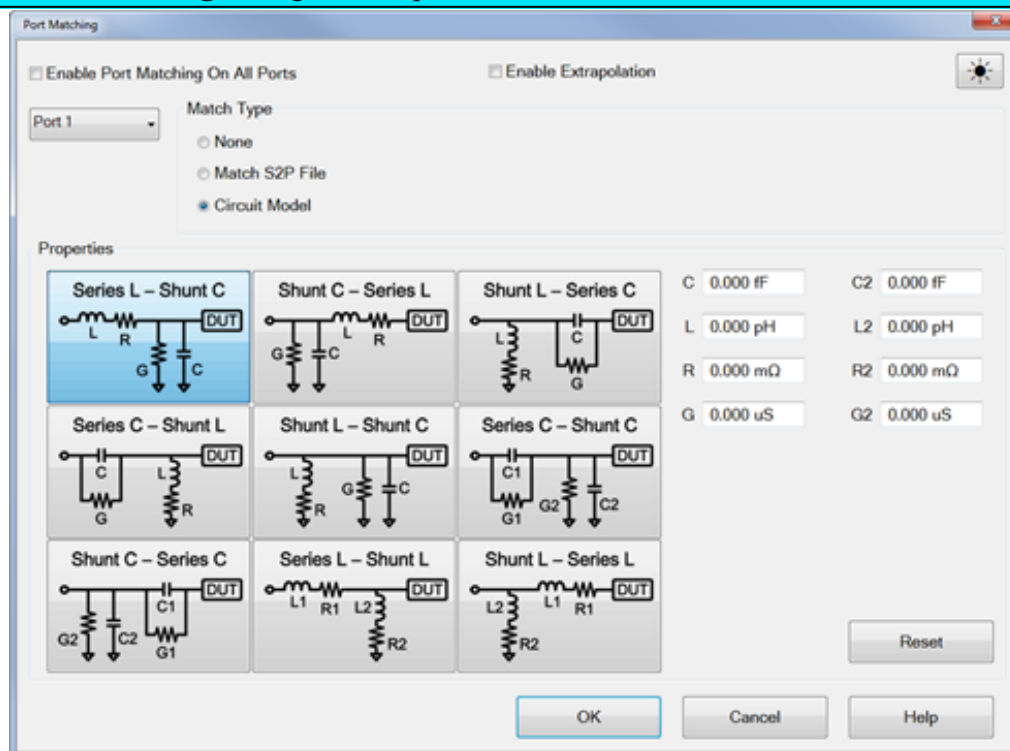 Port Matching
Enable Port Matching On All Ports
Enable Extrapolation
Port 1
Match Type
None
Match S2P File
Circuit Model
Properties
Series L – Shunt C
L
R
G
C
DUT
Shunt C – Series L
G
C
L
R
DUT
Shunt L – Series C
L
R
C
G
DUT
C 0.000 fF
C2 0.000 fF
L 0.000 pH
L2 0.000 pH
R 0.000 mΩ
R2 0.000 mΩ
G 0.000 uS
G2 0.000 uS
Series C – Shunt L
C
G
L
R
DUT
Shunt L – Shunt C
L
R
G
C
DUT
Series C – Shunt C
C1
G1
G2
C2
DUT
Shunt C – Series C
G2
C2
C1
G1
DUT
Series L – Shunt L
L1
R1
L2
R2
DUT
Shunt L – Series L
L2
R2
L1
R1
DUT
Reset
OK
Cancel
Help